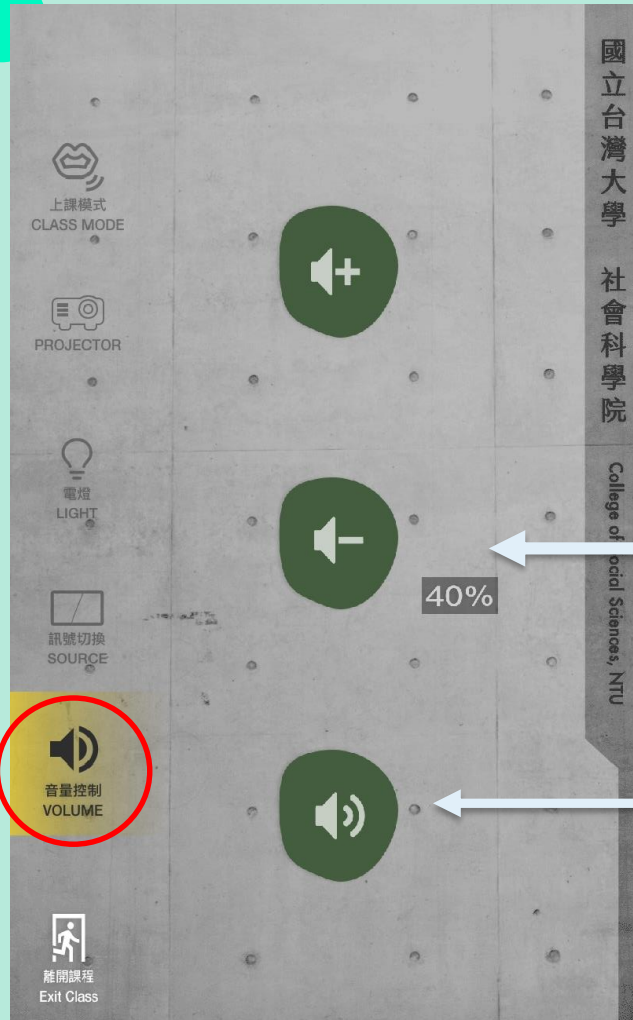 上課模式
CLASS MODE
PROJECTOR
電燈
LIGHT
訊號切換
SOURCE
音量控制
VOLUME
離開課程
Exit Class
40%
國立台灣大學 社會科學院 College of Social Sciences, NTU